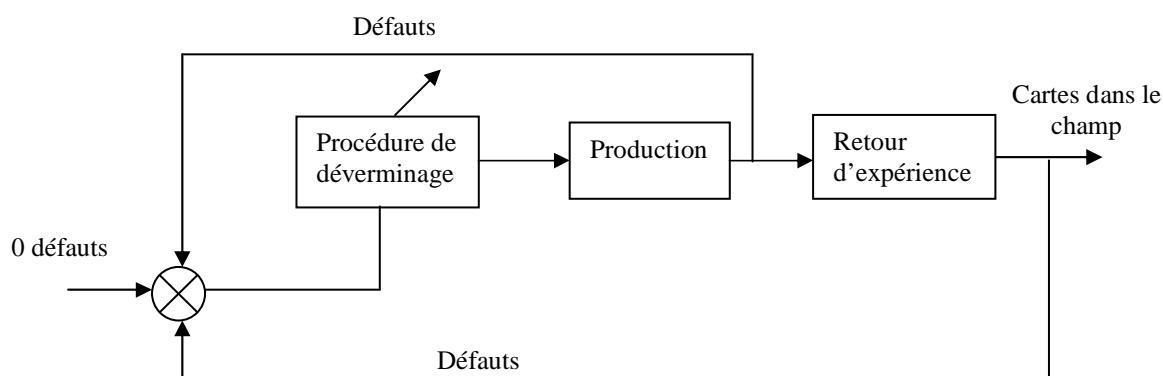 Défauts
Cartes dans le
champ
Procédure de
déverminage
Production
Retour
d’expérience
0 défauts
Défauts